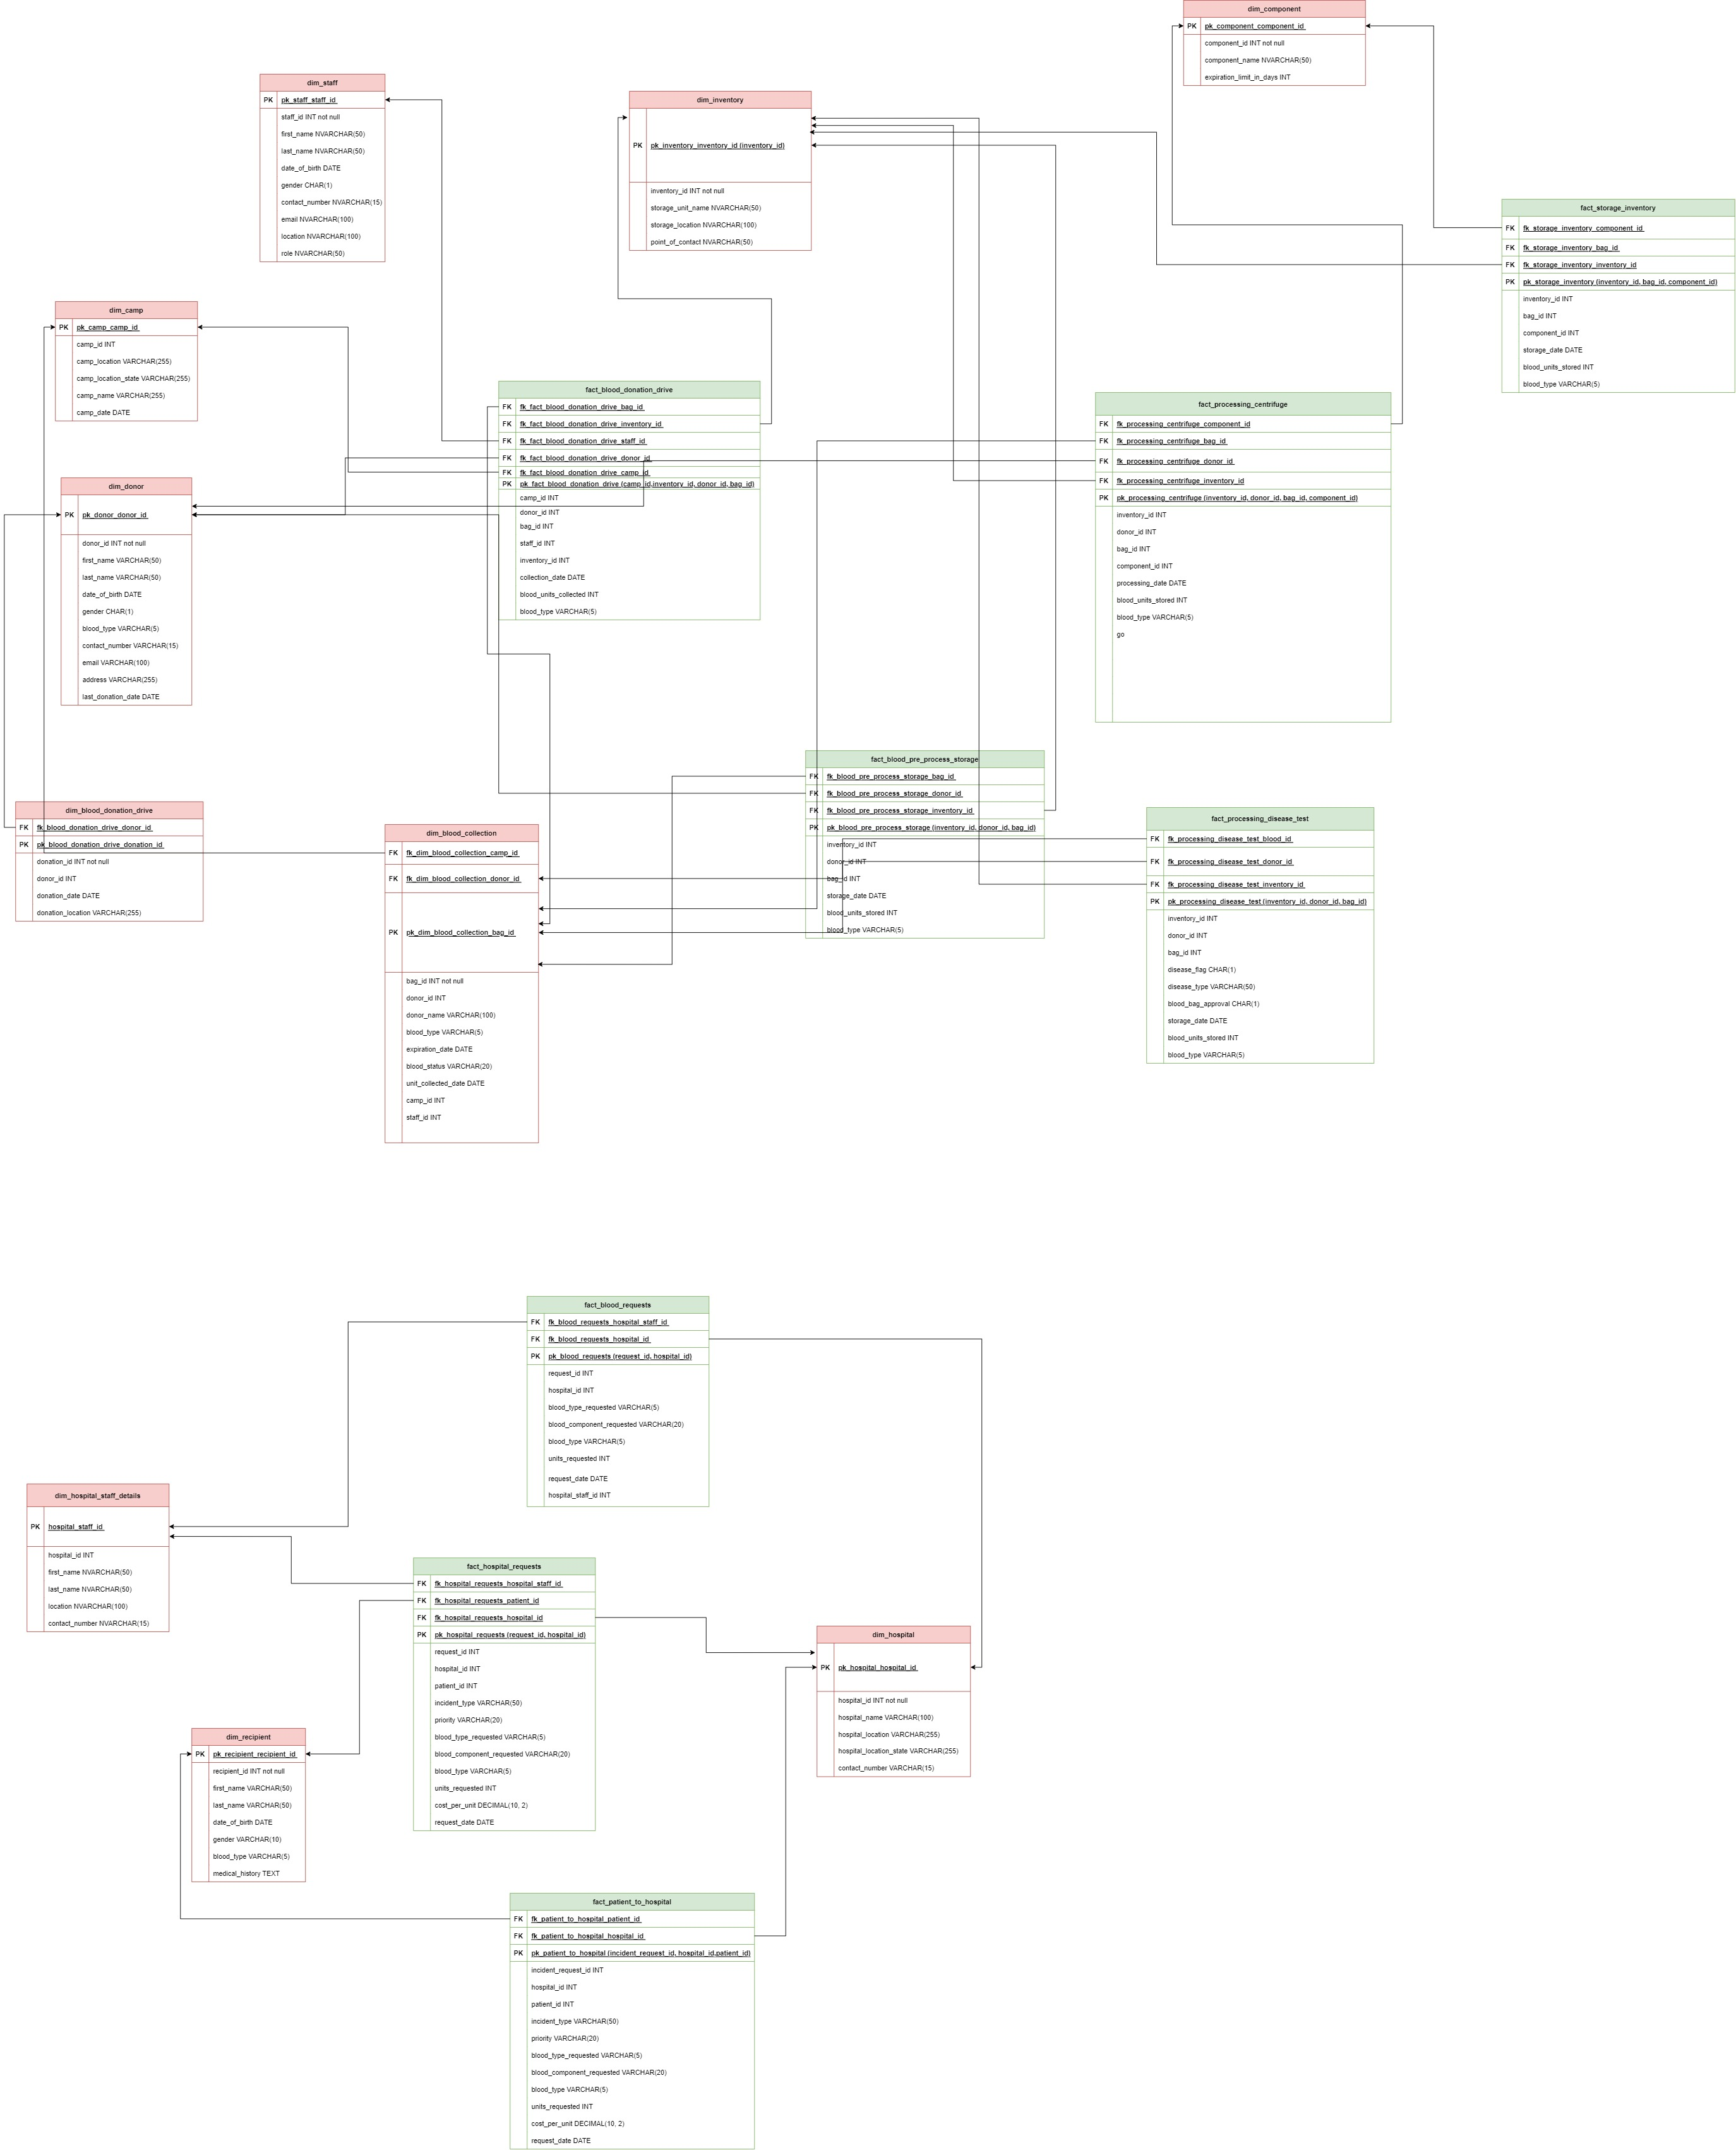 dim_component
PK pk_component_component_id
component_id INT not null
component_name NVARCHAR(50)
expiration_limit_in_days INT
dim_staff
PK pk_staff_staff_id
staff_id INT not null
first_name NVARCHAR(50)
last_name NVARCHAR(50)
date_of_birth DATE
gender CHAR(1)
contact_number NVARCHAR(15)
email NVARCHAR(100)
location NVARCHAR(100)
role NVARCHAR(50)
dim_inventory
PK pk_inventory_inventory_id (inventory_id)
inventory_id INT not null
storage_unit_name NVARCHAR(50)
storage_location NVARCHAR(100)
point_of_contact NVARCHAR(50)
fact_storage_inventory
FK fk_storage_inventory_component_id
FK fk_storage_inventory_bag_id
FK fk_storage_inventory_inventory_id
PK pk_storage_inventory (inventory_id, bag_id, component_id)
inventory_id INT
bag_id INT
component_id INT
storage_date DATE
blood_units_stored INT
blood_type VARCHAR(5)
dim_camp
PK pk_camp_camp_id
camp_id INT
camp_location VARCHAR(255)
camp_location_state VARCHAR(255)
camp_name VARCHAR(255)
camp_date DATE
fact_blood_donation_drive
FK fk_fact_blood_donation_drive_bag_id
FK fk_fact_blood_donation_drive_inventory_id
FK fk_fact_blood_donation_drive_staff_id
FK fk_fact_blood_donation_drive_donor_id
FK fk_fact_blood_donation_drive_camp_id
PK pk_fact_blood_donation_drive (camp_id,inventory_id, donor_id, bag_id)
camp_id INT
donor_id INT
bag_id INT
staff_id INT
inventory_id INT
collection_date DATE
blood_units_collected INT
blood_type VARCHAR(5)
fact_processing_centrifuge
FK fk_processing_centrifuge_component_id
FK fk_processing_centrifuge_bag_id
FK fk_processing_centrifuge_donor_id
FK fk_processing_centrifuge_inventory_id
PK pk_processing_centrifuge (inventory_id, donor_id, bag_id, component_id)
inventory_id INT
donor_id INT
bag_id INT
component_id INT
processing_date DATE
blood_units_stored INT
blood_type VARCHAR(5)
go
dim_donor
PK pk_donor_donor_id
donor_id INT not null
first_name VARCHAR(50)
last_name VARCHAR(50)
date_of_birth DATE
gender CHAR(1)
blood_type VARCHAR(5)
contact_number VARCHAR(15)
email VARCHAR(100)
address VARCHAR(255)
last_donation_date DATE
fact_blood_pre_process_storage
FK fk_blood_pre_process_storage_bag_id
FK fk_blood_pre_process_storage_donor_id
FK fk_blood_pre_process_storage_inventory_id
PK pk_blood_pre_process_storage (inventory_id, donor_id, bag_id)
inventory_id INT
donor_id INT
bag_id INT
storage_date DATE
blood_units_stored INT
blood_type VARCHAR(5)
dim_blood_donation_drive
FK fk_blood_donation_drive_donor_id
PK pk_blood_donation_drive_donation_id
donation_id INT not null
donor_id INT
donation_date DATE
donation_location VARCHAR(255)
dim_blood_collection
FK fk_dim_blood_collection_camp_id
FK fk_dim_blood_collection_donor_id
PK pk_dim_blood_collection_bag_id
bag_id INT not null
donor_id INT
donor_name VARCHAR(100)
blood_type VARCHAR(5)
expiration_date DATE
blood_status VARCHAR(20)
unit_collected_date DATE
camp_id INT
staff_id INT
fact_processing_disease_test
FK fk_processing_disease_test_blood_id
FK fk_processing_disease_test_donor_id
FK fk_processing_disease_test_inventory_id
PK pk_processing_disease_test (inventory_id, donor_id, bag_id)
inventory_id INT
donor_id INT
bag_id INT
disease_flag CHAR(1)
disease_type VARCHAR(50)
blood_bag_approval CHAR(1)
storage_date DATE
blood_units_stored INT
blood_type VARCHAR(5)
fact_blood_requests
FK fk_blood_requests_hospital_staff_id
FK fk_blood_requests_hospital_id
PK pk_blood_requests (request_id, hospital_id)
request_id INT
hospital_id INT
blood_type_requested VARCHAR(5)
blood_component_requested VARCHAR(20)
blood_type VARCHAR(5)
units_requested INT
request_date DATE
hospital_staff_id INT
dim_hospital_staff_details
PK hospital_staff_id
hospital_id INT
first_name NVARCHAR(50)
last_name NVARCHAR(50)
location NVARCHAR(100)
contact_number NVARCHAR(15)
fact_hospital_requests
FK fk_hospital_requests_hospital_staff_id
FK fk_hospital_requests_patient_id
FK fk_hospital_requests_hospital_id
PK pk_hospital_requests (request_id, hospital_id)
request_id INT
hospital_id INT
patient_id INT
incident_type VARCHAR(50)
priority VARCHAR(20)
blood_type_requested VARCHAR(5)
blood_component_requested VARCHAR(20)
blood_type VARCHAR(5)
units_requested INT
cost_per_unit DECIMAL(10, 2)
request_date DATE
dim_hospital
PK pk_hospital_hospital_id
hospital_id INT not null
hospital_name VARCHAR(100)
hospital_location VARCHAR(255)
hospital_location_state VARCHAR(255)
contact_number VARCHAR(15)
dim_recipient
PK pk_recipient_recipient_id
recipient_id INT not null
first_name VARCHAR(50)
last_name VARCHAR(50)
date_of_birth DATE
gender VARCHAR(10)
blood_type VARCHAR(5)
medical_history TEXT
fact_patient_to_hospital
FK fk_patient_to_hospital_patient_id
FK fk_patient_to_hospital_hospital_id
PK pk_patient_to_hospital (incident_request_id, hospital_id,patient_id)
incident_request_id INT
hospital_id INT
patient_id INT
incident_type VARCHAR(50)
priority VARCHAR(20)
blood_type_requested VARCHAR(5)
blood_component_requested VARCHAR(20)
blood_type VARCHAR(5)
units_requested INT
cost_per_unit DECIMAL(10, 2)
request_date DATE